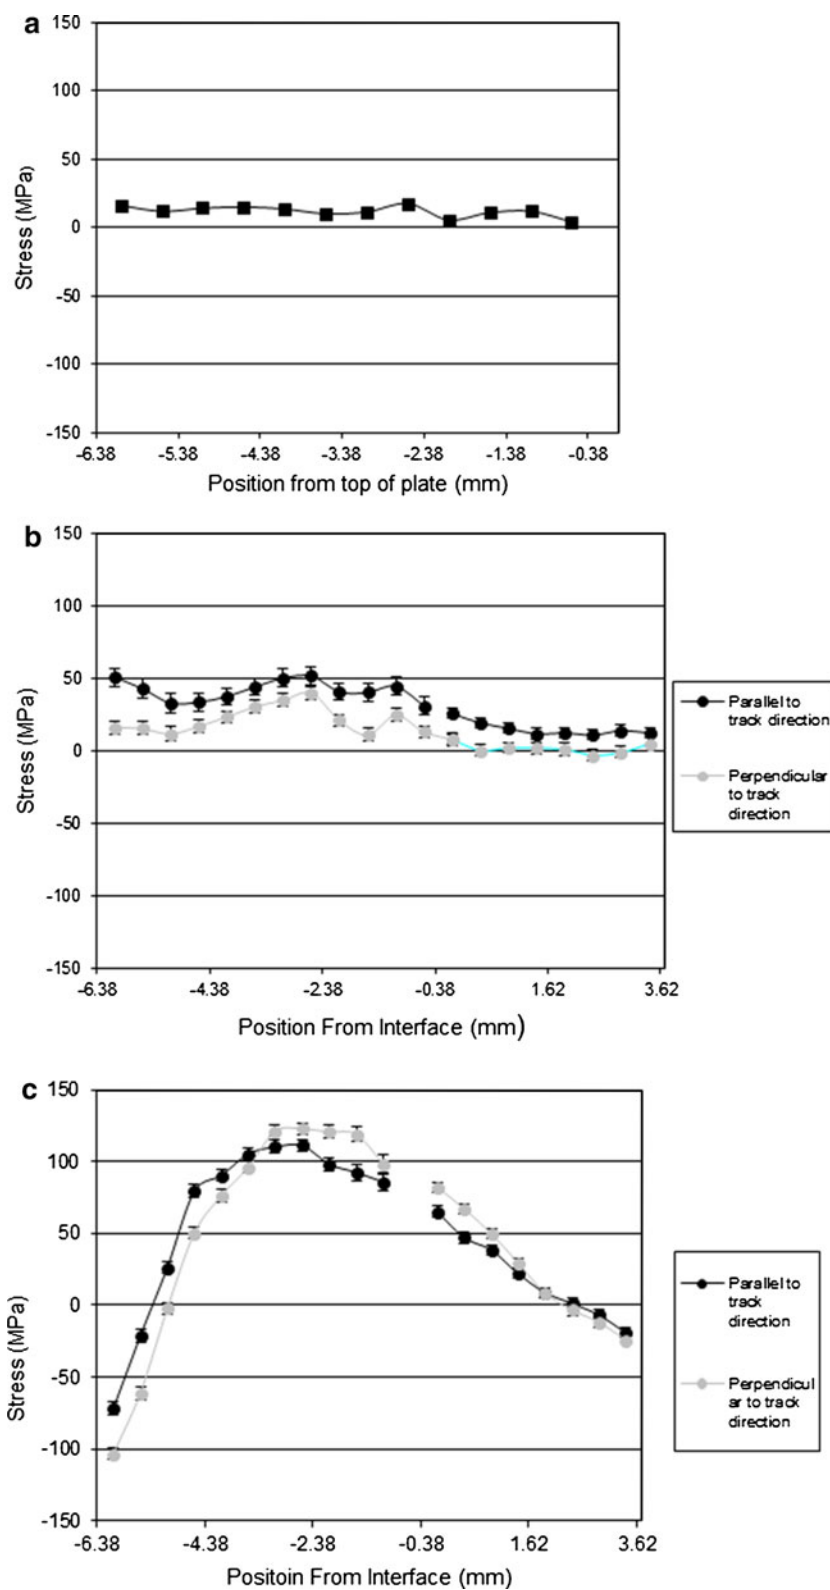 a
150
100
50
0
-50
-100
-150
Stress (MPa)
-6.38 -5.38 -4.38 -3.38 -2.38 -1.38 -0.38
Position from top of plate (mm)
b
150
100
50
0
-50
-100
-150
Stress (MPa)
-6.38 -4.38 -2.38 -0.38 1.62 3.62
Position From Interface (mm)
Parallel to
track direction
Perpendicular
to track
direction
c
150
100
50
0
-50
-100
-150
Stress (MPa)
-6.38 -4.38 -2.38 -0.38 1.62 3.62
Positoin From Interface (mm)
Parallel to
track
direction
Perpendicul
ar to track
direction